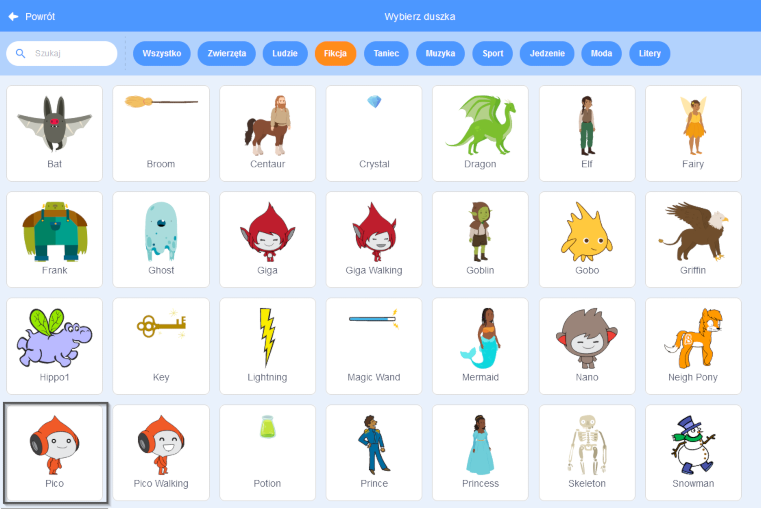 Powrót
Wybierz duszka
Szukaj
Wszystko Zwierzęta Ludzie Fikcja Taniec Muzyka Sport Jedzenie Moda Litery
Bat Broom Centaur Crystal Dragon Elf Fairy
Frank Ghost Giga Giga Walking Goblin Gobo Griffin
Hippo1 Key Lightning Magic Wand Mermaid Nano Neigh Pony
Pico Pico Walking Potion Prince Princess Skeleton Snowman